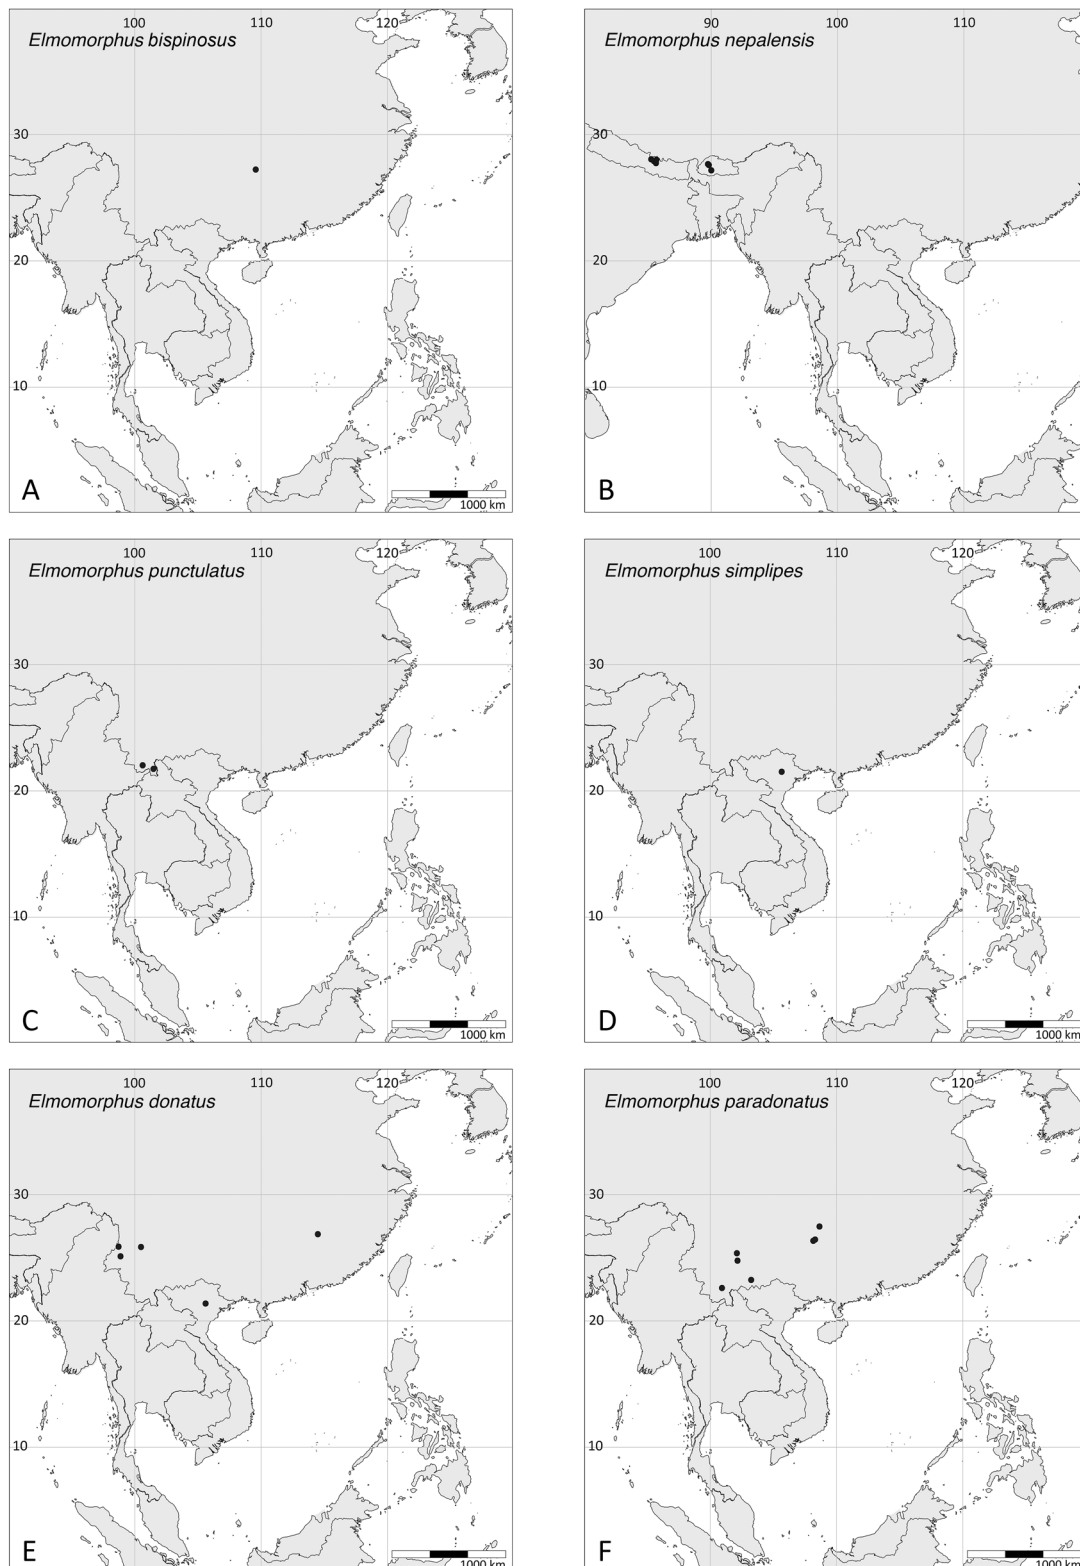 100 110 120
Elmomorphus bispinosus
30
20
10
A
1000 km
90 100 110
Elmomorphus nepalensis
30
20
10
B
100 110 120
Elmomorphus punctulatus
30
20
10
C
1000 km
100 110 120
Elmomorphus simplipes
30
20
10
D
1000 km
100 110 120
Elmomorphus donatus
30
20
10
E
1000 km
100 110 120
Elmomorphus paradonatus
30
20
10
F
1000 km